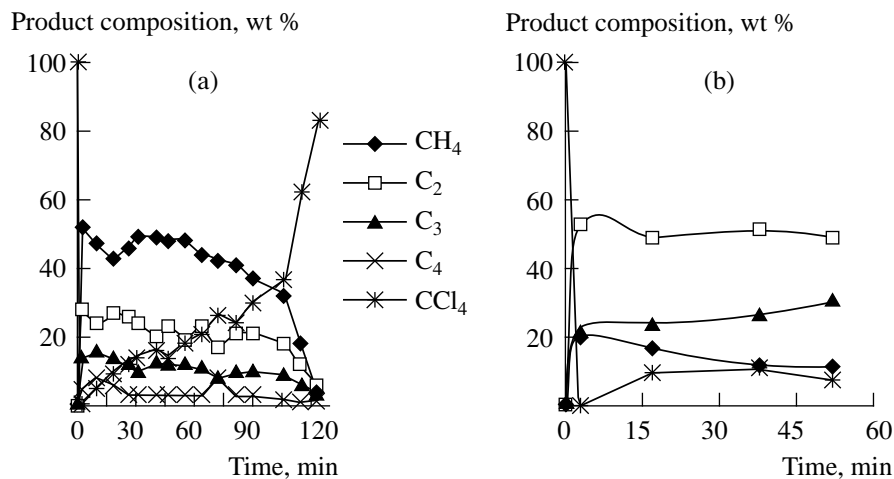 Product composition, wt %
100
80
60
40
20
0
30
60
90
120
Time, min
(a)
CH₄
C₂
C₃
C₄
CCl₄
Product composition, wt %
100
80
60
40
20
0
15
30
45
60
Time, min
(b)